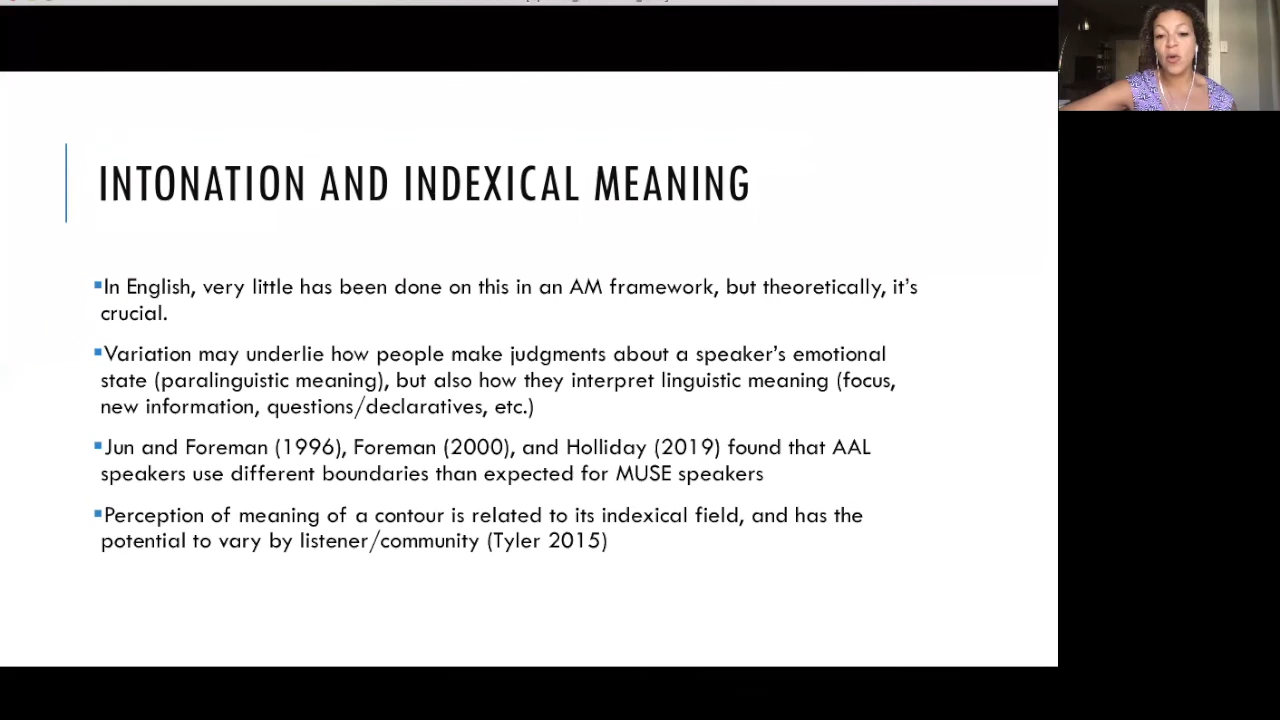 INTONATION AND INDEXICAL MEANING
▪In English, very little has been done on this in an AM framework, but theoretically, it's
crucial.
▪Variation may underlie how people make judgments about a speaker's emotional
state (paralinguistic meaning), but also how they interpret linguistic meaning (focus,
new information, questions/declaratives, etc.)
▪Jun and Foreman (1996), Foreman (2000), and Holliday (2019) found that AAL
speakers use different boundaries than expected for MUSE speakers
▪Perception of meaning of a contour is related to its indexical field, and has the
potential to vary by listener/community (Tyler 2015)